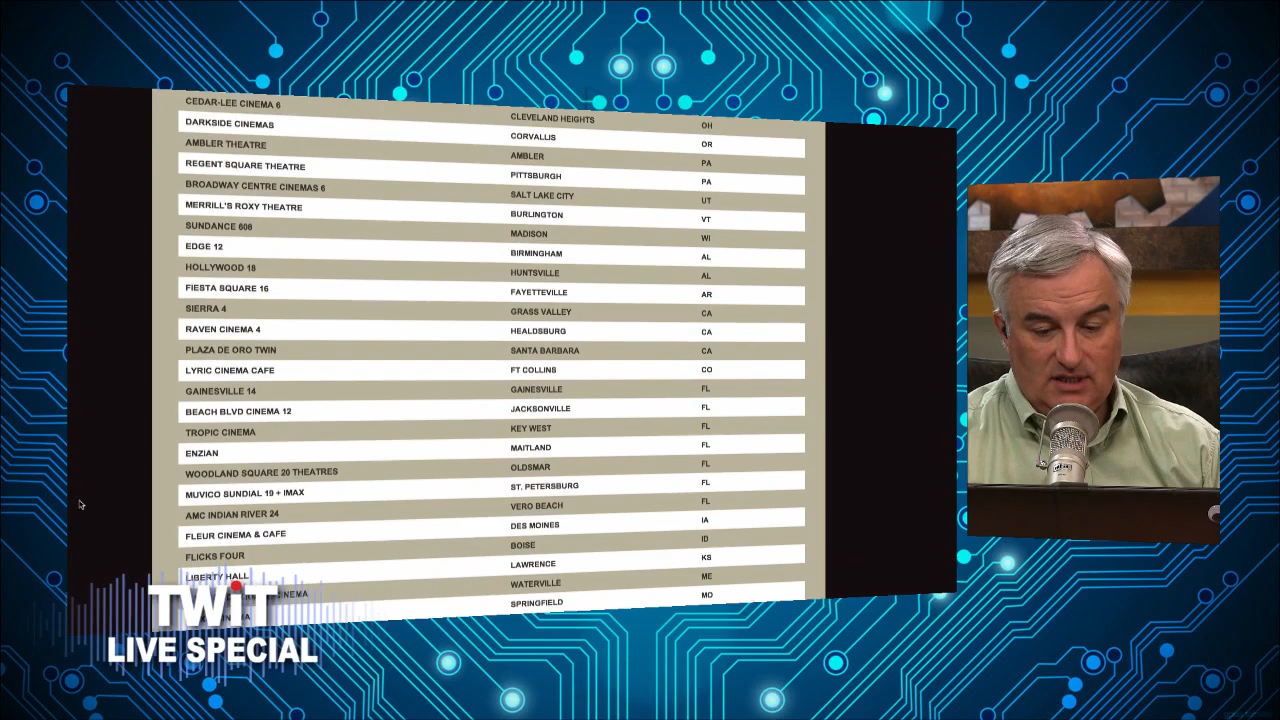 CEDAR-LEE CINEMA 6 CLEVELAND HEIGHTS OH
DARKSIDE CINEMAS CORVALLIS OR
AMBLER THEATRE AMBLER PA
REGENT SQUARE THEATRE PITTSBURGH PA
BROADWAY CENTRE CINEMAS 6 SALT LAKE CITY UT
MERRILL'S ROXY THEATRE BURLINGTON VT
SUNDANCE 608 MADISON WI
EDGE 12 BIRMINGHAM AL
HOLLYWOOD 18 HUNTSVILLE AL
FIESTA SQUARE 16 FAYETTEVILLE AR
SIERRA 4 GRASS VALLEY CA
RAVEN CINEMA 4 HEALDSBURG CA
PLAZA DE ORO TWIN SANTA BARBARA CA
LYRIC CINEMA CAFE FT COLLINS CO
GAINESVILLE 14 GAINESVILLE FL
BEACH BLVD CINEMA 12 JACKSONVILLE FL
TROPIC CINEMA KEY WEST FL
ENZIAN MAITLAND FL
WOODLAND SQUARE 20 THEATRES OLDSMAR FL
MUVICO SUNDIAL 19 + IMAX ST. PETERSBURG FL
AMC INDIAN RIVER 24 VERO BEACH FL
FLEUR CINEMA & CAFE DES MOINES IA
FLICKS FOUR BOISE ID
LIBERTY HALL LAWRENCE KS
CINEMA WATERVILLE ME
SPRINGFIELD MO
TWiT
LIVE SPECIAL